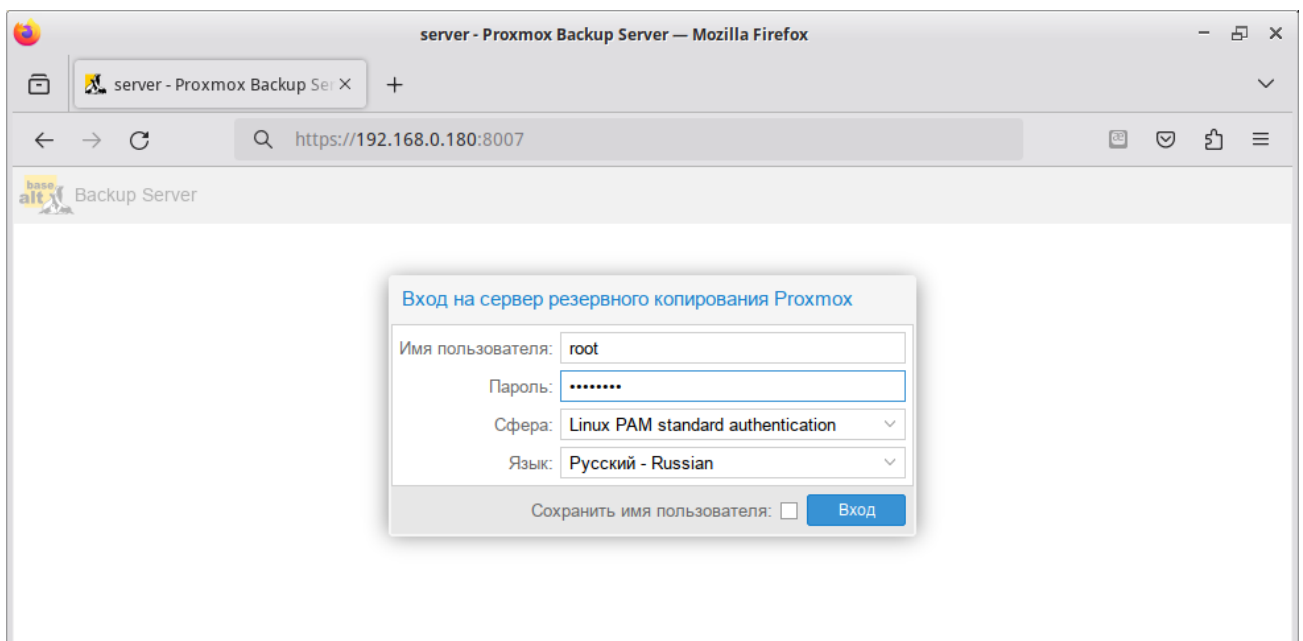 server - Proxmox Backup Server — Mozilla Firefox
server - Proxmox Backup Ser
https://192.168.0.180:8007
base
alt
Backup Server
Вход на сервер резервного копирования Proxmox
Имя пользователя: root
Пароль: ••••••••
Сфера: Linux PAM standard authentication
Язык: Русский - Russian
Сохранить имя пользователя: Вход